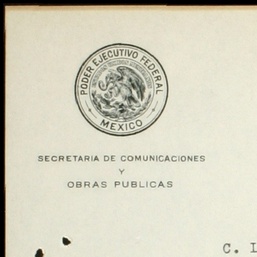 PODER EJECUTIVO FEDERAL
MEXICO
SECRETARIA DE COMUNICACIONES
Y
OBRAS PUBLICAS
C. I